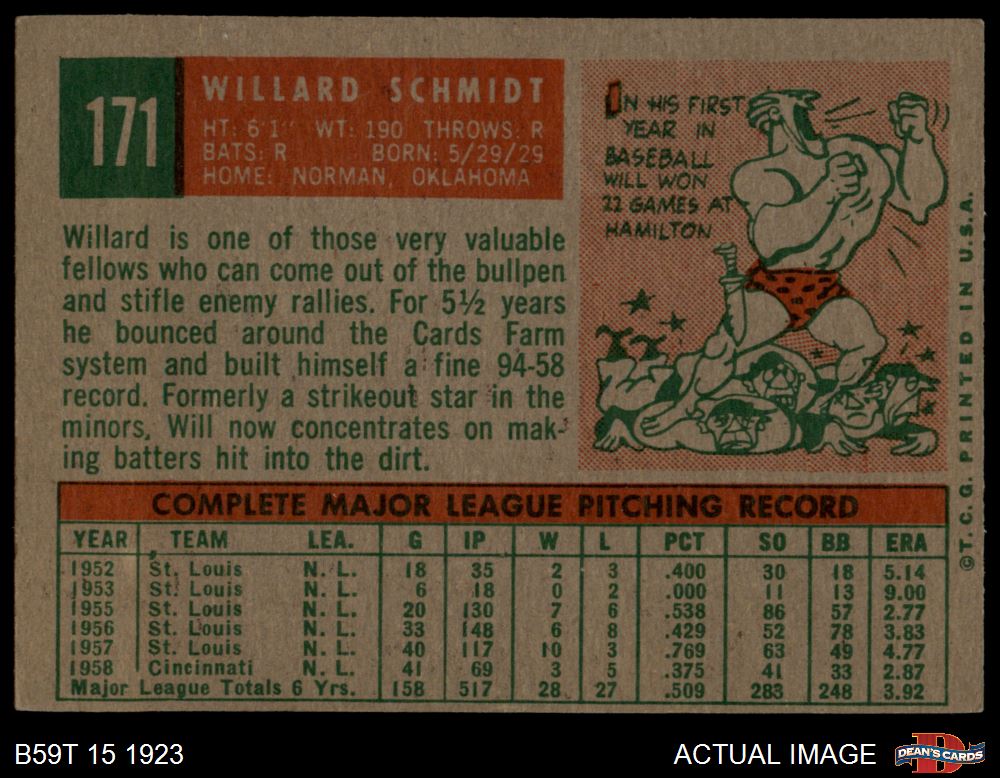 171
WILLARD SCHMIDT
HT: 6'1" WT: 190 THROWS: R
BATS: R BORN: 5/29/29
HOME: NORMAN, OKLAHOMA
Willard is one of those very valuable
fellows who can come out of the bullpen
and stifle enemy rallies. For 5½ years
he bounced around the Cards Farm
system and built himself a fine 94-58
record. Formerly a strikeout star in the
minors, Will now concentrates on mak-
ing batters hit into the dirt.
IN HIS FIRST
YEAR IN
BASEBALL
WILL WON
22 GAMES AT
HAMILTON
COMPLETE MAJOR LEAGUE PITCHING RECORD
YEAR TEAM LEA. G IP W L PCT SO BB ERA
1952 St. Louis N. L. 18 35 2 3 .400 30 18 5.14
1953 St. Louis N. L. 6 18 0 2 .000 11 13 9.00
1955 St. Louis N. L. 20 130 7 6 .538 86 57 2.77
1956 St. Louis N. L. 33 148 6 8 .429 52 78 3.83
1957 St. Louis N. L. 40 117 10 3 .769 63 49 4.77
1958 Cincinnati N. L. 41 69 3 5 .375 41 33 2.87
Major League Totals 6 Yrs. 158 517 28 27 .509 283 248 3.92
©T. C. G. PRINTED IN U.S.A.
B59T 15 1923
ACTUAL IMAGE
DEAN'S CARDS